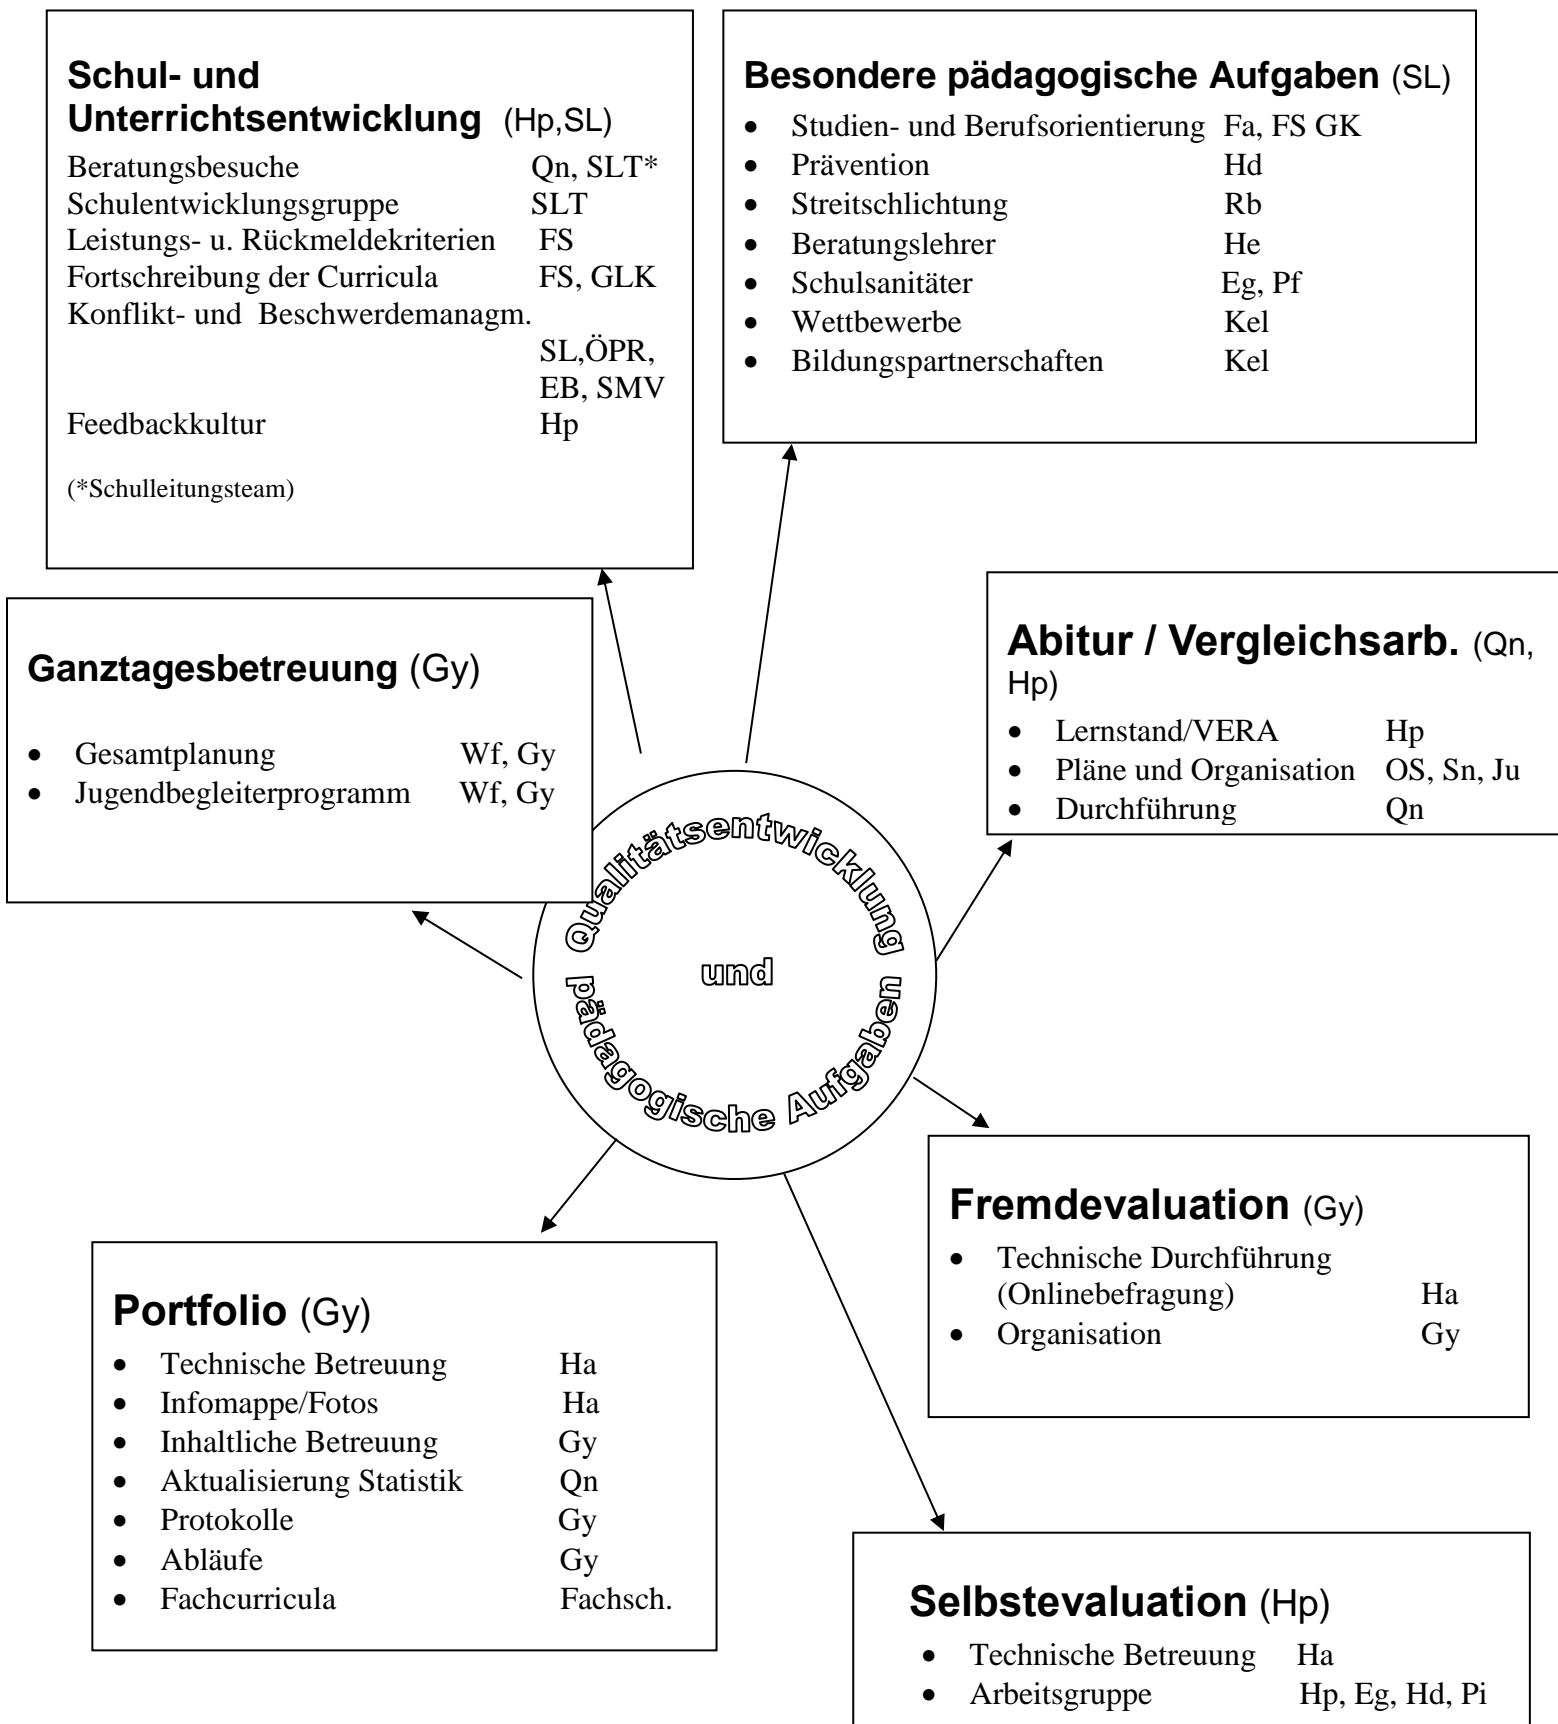 Schul- und
Unterrichtsentwicklung (Hp,SL)
Beratungsbesuche Qn, SLT*
Schulentwicklungsgruppe SLT
Leistungs- u. Rückmeldekriterien FS
Fortschreibung der Curricula FS, GLK
Konflikt- und Beschwerdemanagm.
SL,ÖPR,
EB, SMV
Feedbackkultur Hp
(*Schulleitungsteam)
Besondere pädagogische Aufgaben (SL)
• Studien- und Berufsorientierung Fa, FS GK
• Prävention Hd
• Streitschlichtung Rb
• Beratungslehrer He
• Schulsanitäter Eg, Pf
• Wettbewerbe Kel
• Bildungspartnerschaften Kel
Ganztagesbetreuung (Gy)
• Gesamtplanung Wf, Gy
• Jugendbegleiterprogramm Wf, Gy
Abitur / Vergleichsarb. (Qn,
Hp)
• Lernstand/VERA Hp
• Pläne und Organisation OS, Sn, Ju
• Durchführung Qn
Qualitätsentwicklung
und
pädagogische Aufgaben
Fremdevaluation (Gy)
• Technische Durchführung
(Onlinebefragung) Ha
• Organisation Gy
Portfolio (Gy)
• Technische Betreuung Ha
• Infomappe/Fotos Ha
• Inhaltliche Betreuung Gy
• Aktualisierung Statistik Qn
• Protokolle Gy
• Abläufe Gy
• Fachcurricula Fachsch.
Selbstevaluation (Hp)
• Technische Betreuung Ha
• Arbeitsgruppe Hp, Eg, Hd, Pi